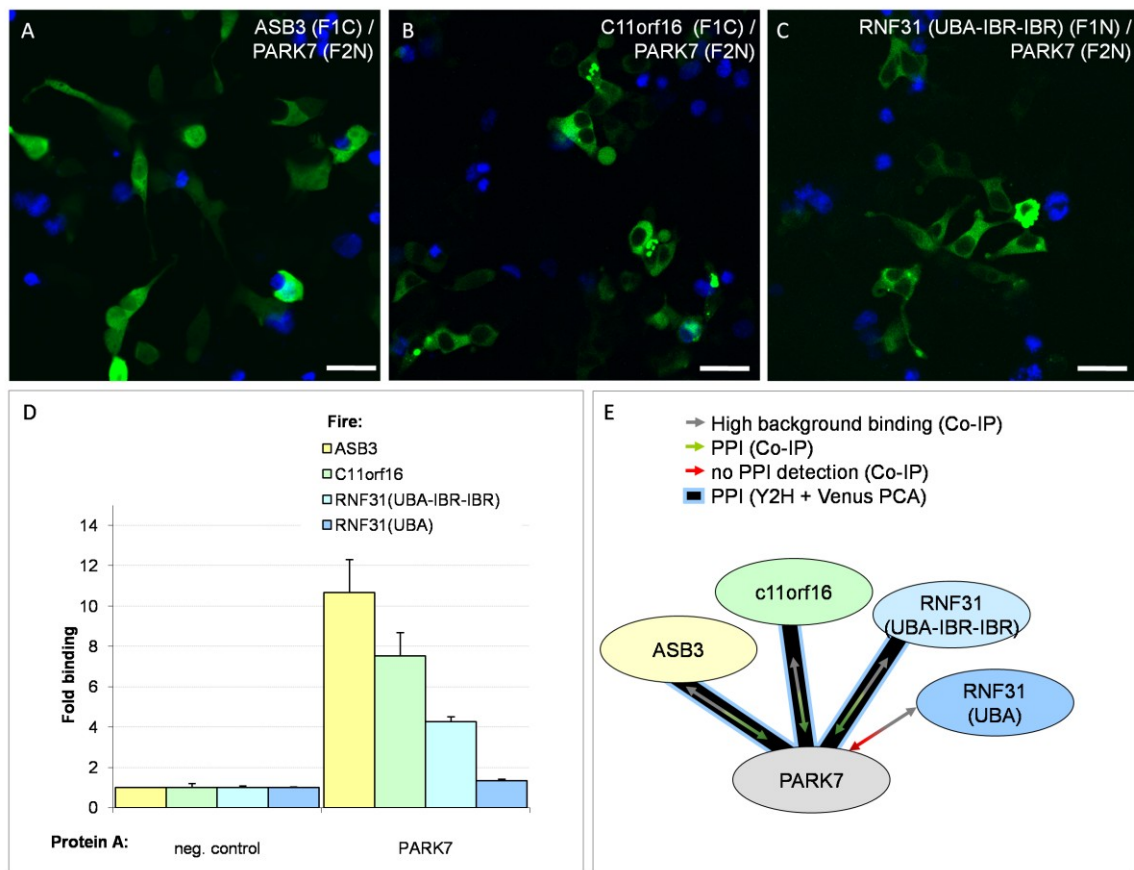 A
ASB3 (F1C) /
PARK7 (F2N)
B
C11orf16 (F1C) /
PARK7 (F2N)
C
RNF31 (UBA-IBR-IBR) (F1N) /
PARK7 (F2N)
D
Fire:
ASB3
C11orf16
RNF31(UBA-IBR-IBR)
RNF31(UBA)
Fold binding
14
12
10
8
6
4
2
0
Protein A:
neg. control
PARK7
E
High background binding (Co-IP)
PPI (Co-IP)
no PPI detection (Co-IP)
PPI (Y2H + Venus PCA)
c11orf16
RNF31
(UBA-IBR-IBR)
ASB3
RNF31
(UBA)
PARK7